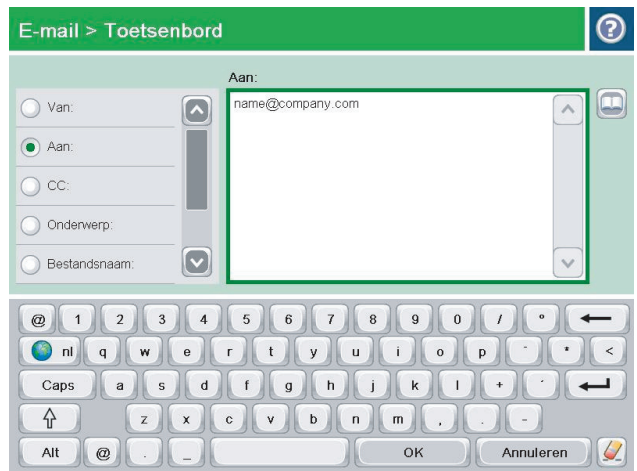 E-mail > Toetsenbord
Aan:
Van:
name@company.com
Aan:
CC:
Onderwerp:
Bestandsnaam:
@ 1 2 3 4 5 6 7 8 9 0 / °
nl q w e r t y u i o p ¨ * <
Caps a s d f g h j k l + ´
z x c v b n m , . -
Alt @ . _ OK Annuleren